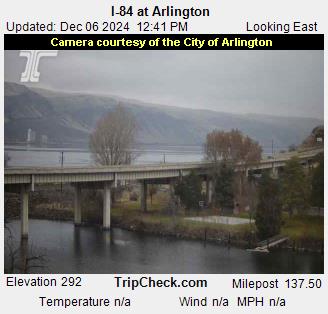 I-84 at Arlington
Updated: Dec 06 2024 12:41 PM Looking East
Camera courtesy of the City of Arlington
Elevation 292 TripCheck.com Milepost 137.50
Temperature n/a Wind n/a MPH n/a